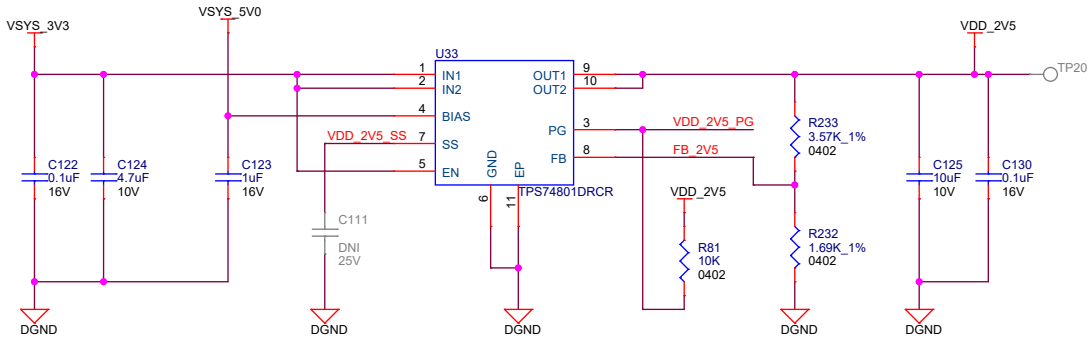 VSYS_3V3
VSYS_5V0
VDD_2V5
TP20
U33
1 IN1
2 IN2
4 BIAS
7 SS
5 EN
OUT1 9
OUT2 10
PG 3
FB 8
GND 6
EP 11
TPS74801DRCR
VDD_2V5_SS
VDD_2V5_PG
FB_2V5
VDD_2V5
C122
0.1uF
16V
C124
4.7uF
10V
C123
1uF
16V
C111
DNI
25V
R81
10K
0402
R233
3.57K_1%
0402
R232
1.69K_1%
0402
C125
10uF
10V
C130
0.1uF
16V
DGND
DGND
DGND
DGND
DGND